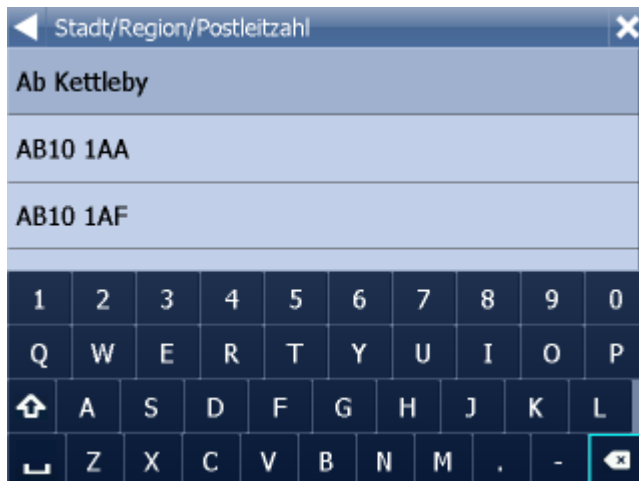 Stadt/Region/Postleitzahl
Ab Kettleby
AB10 1AA
AB10 1AF
1 2 3 4 5 6 7 8 9 0
Q W E R T Y U I O P
A S D F G H J K L
Z X C V B N M . -